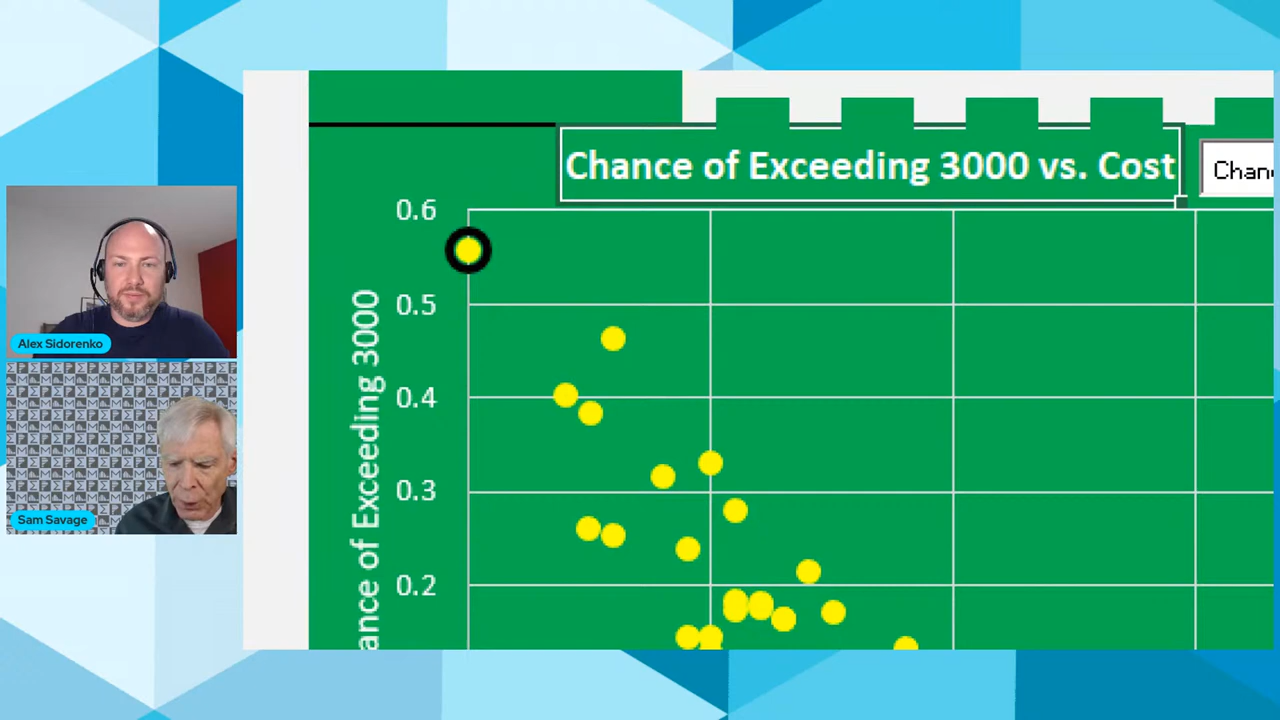 Chance of Exceeding 3000 vs. Cost
Chan
0.6
0.5
0.4
0.3
0.2
ance of Exceeding 3000
Alex Sidorenko
Sam Savage